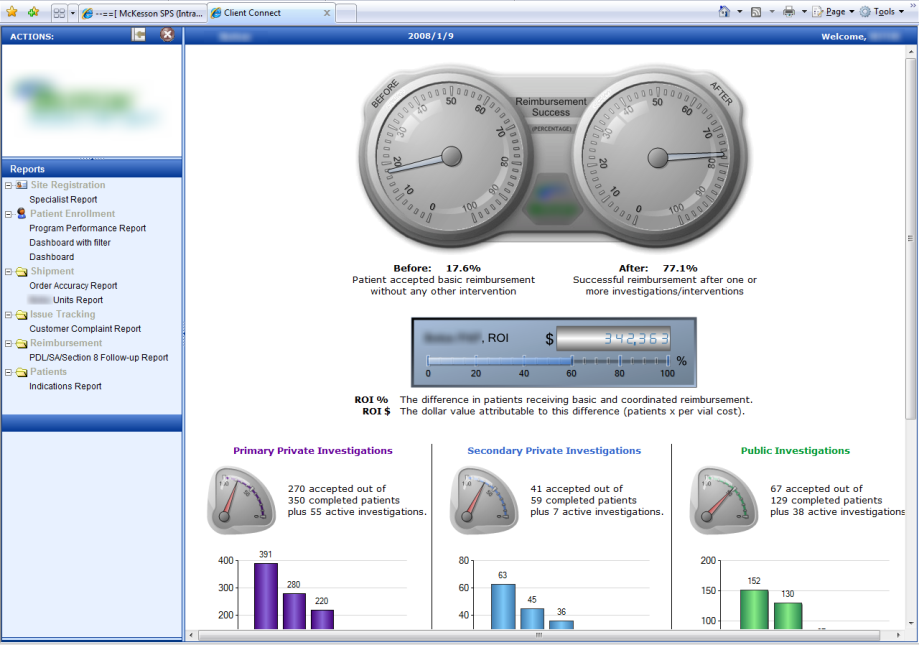 --==[ McKesson SPS (Intra...
Client Connect
X
Page
Tools
ACTIONS:
2008/1/9
Welcome,
Reports
Site Registration
Specialist Report
Patient Enrollment
Program Performance Report
Dashboard with filter
Dashboard
Shipment
Order Accuracy Report
Units Report
Issue Tracking
Customer Complaint Report
Reimbursement
PDL/SA/Section 8 Follow-up Report
Patients
Indications Report
BEFORE
AFTER
Reimbursement
Success
(PERCENTAGE)
0 10 20 30 40 50 60 70 80 90 100
0 10 20 30 40 50 60 70 80 90 100
Before: 17.6%
Patient accepted basic reimbursement
without any other intervention
After: 77.1%
Successful reimbursement after one or
more investigations/interventions
, ROI $ 342,363
0 20 40 60 80 100 %
ROI % The difference in patients receiving basic and coordinated reimbursement.
ROI $ The dollar value attributable to this difference (patients x per vial cost).
Primary Private Investigations
270 accepted out of
350 completed patients
plus 55 active investigations.
400
300
200
391
280
220
Secondary Private Investigations
41 accepted out of
59 completed patients
plus 7 active investigations.
80
60
40
63
45
36
Public Investigations
67 accepted out of
129 completed patients
plus 38 active investigations
200
150
100
152
130